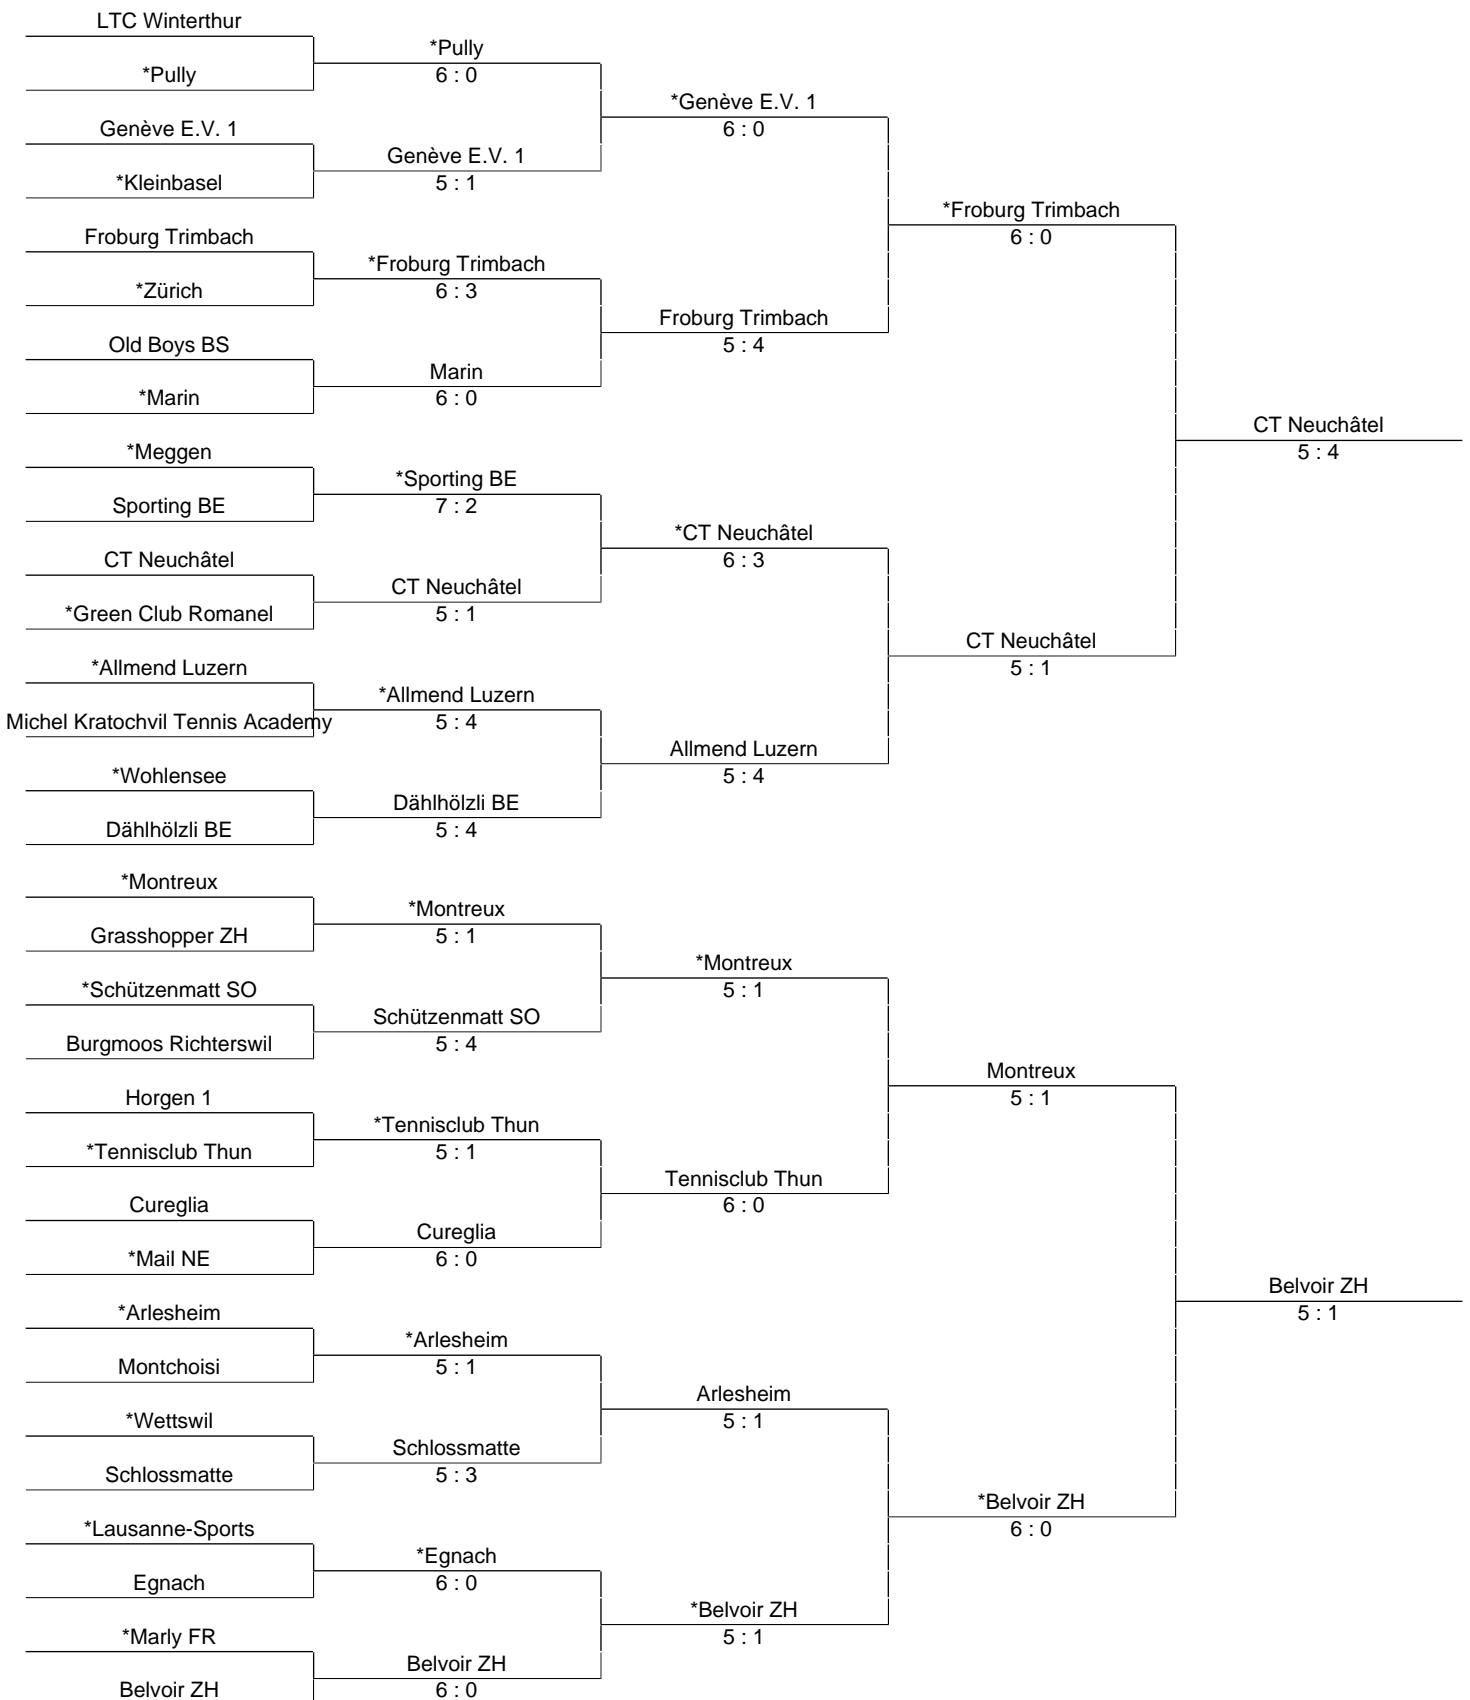 LTC Winterthur
*Pully
*Pully
6 : 0
*Genève E.V. 1
6 : 0
Genève E.V. 1
*Kleinbasel
Genève E.V. 1
5 : 1
*Froburg Trimbach
6 : 0
Froburg Trimbach
*Zürich
*Froburg Trimbach
6 : 3
Froburg Trimbach
5 : 4
Old Boys BS
*Marin
Marin
6 : 0
CT Neuchâtel
5 : 4
*Meggen
Sporting BE
*Sporting BE
7 : 2
*CT Neuchâtel
6 : 3
CT Neuchâtel
*Green Club Romanel
CT Neuchâtel
5 : 1
CT Neuchâtel
5 : 1
*Allmend Luzern
Michel Kratochvil Tennis Academy
*Allmend Luzern
5 : 4
Allmend Luzern
5 : 4
*Wohlensee
Dählhölzli BE
Dählhölzli BE
5 : 4
*Montreux
Grasshopper ZH
*Montreux
5 : 1
*Montreux
5 : 1
*Schützenmatt SO
Burgmoos Richterswil
Schützenmatt SO
5 : 4
Montreux
5 : 1
Horgen 1
*Tennisclub Thun
*Tennisclub Thun
5 : 1
Tennisclub Thun
6 : 0
Cureglia
*Mail NE
Cureglia
6 : 0
Belvoir ZH
5 : 1
*Arlesheim
Montchoisi
*Arlesheim
5 : 1
Arlesheim
5 : 1
*Wettswil
Schlossmatte
Schlossmatte
5 : 3
*Belvoir ZH
6 : 0
*Lausanne-Sports
Egnach
*Egnach
6 : 0
*Belvoir ZH
5 : 1
*Marly FR
Belvoir ZH
Belvoir ZH
6 : 0